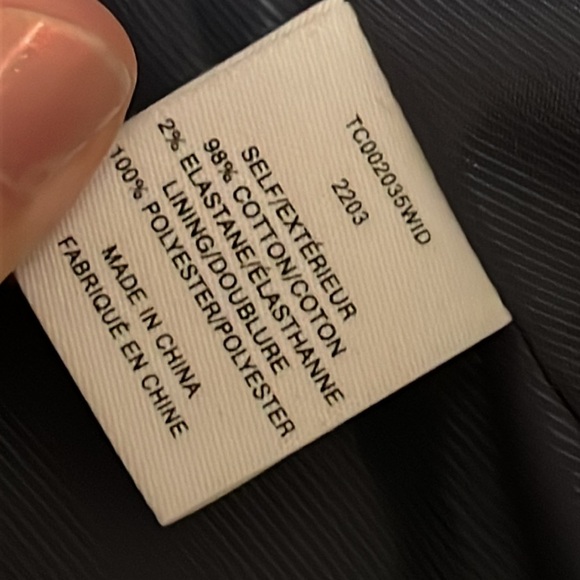 TC002035WID
2203
SELF/EXTÉRIEUR
98% COTTON/COTON
2% ELASTANE/ÉLASTHANNE
LINING/DOUBLURE
100% POLYESTER/POLYESTER
MADE IN CHINA
FABRIQUÉ EN CHINE